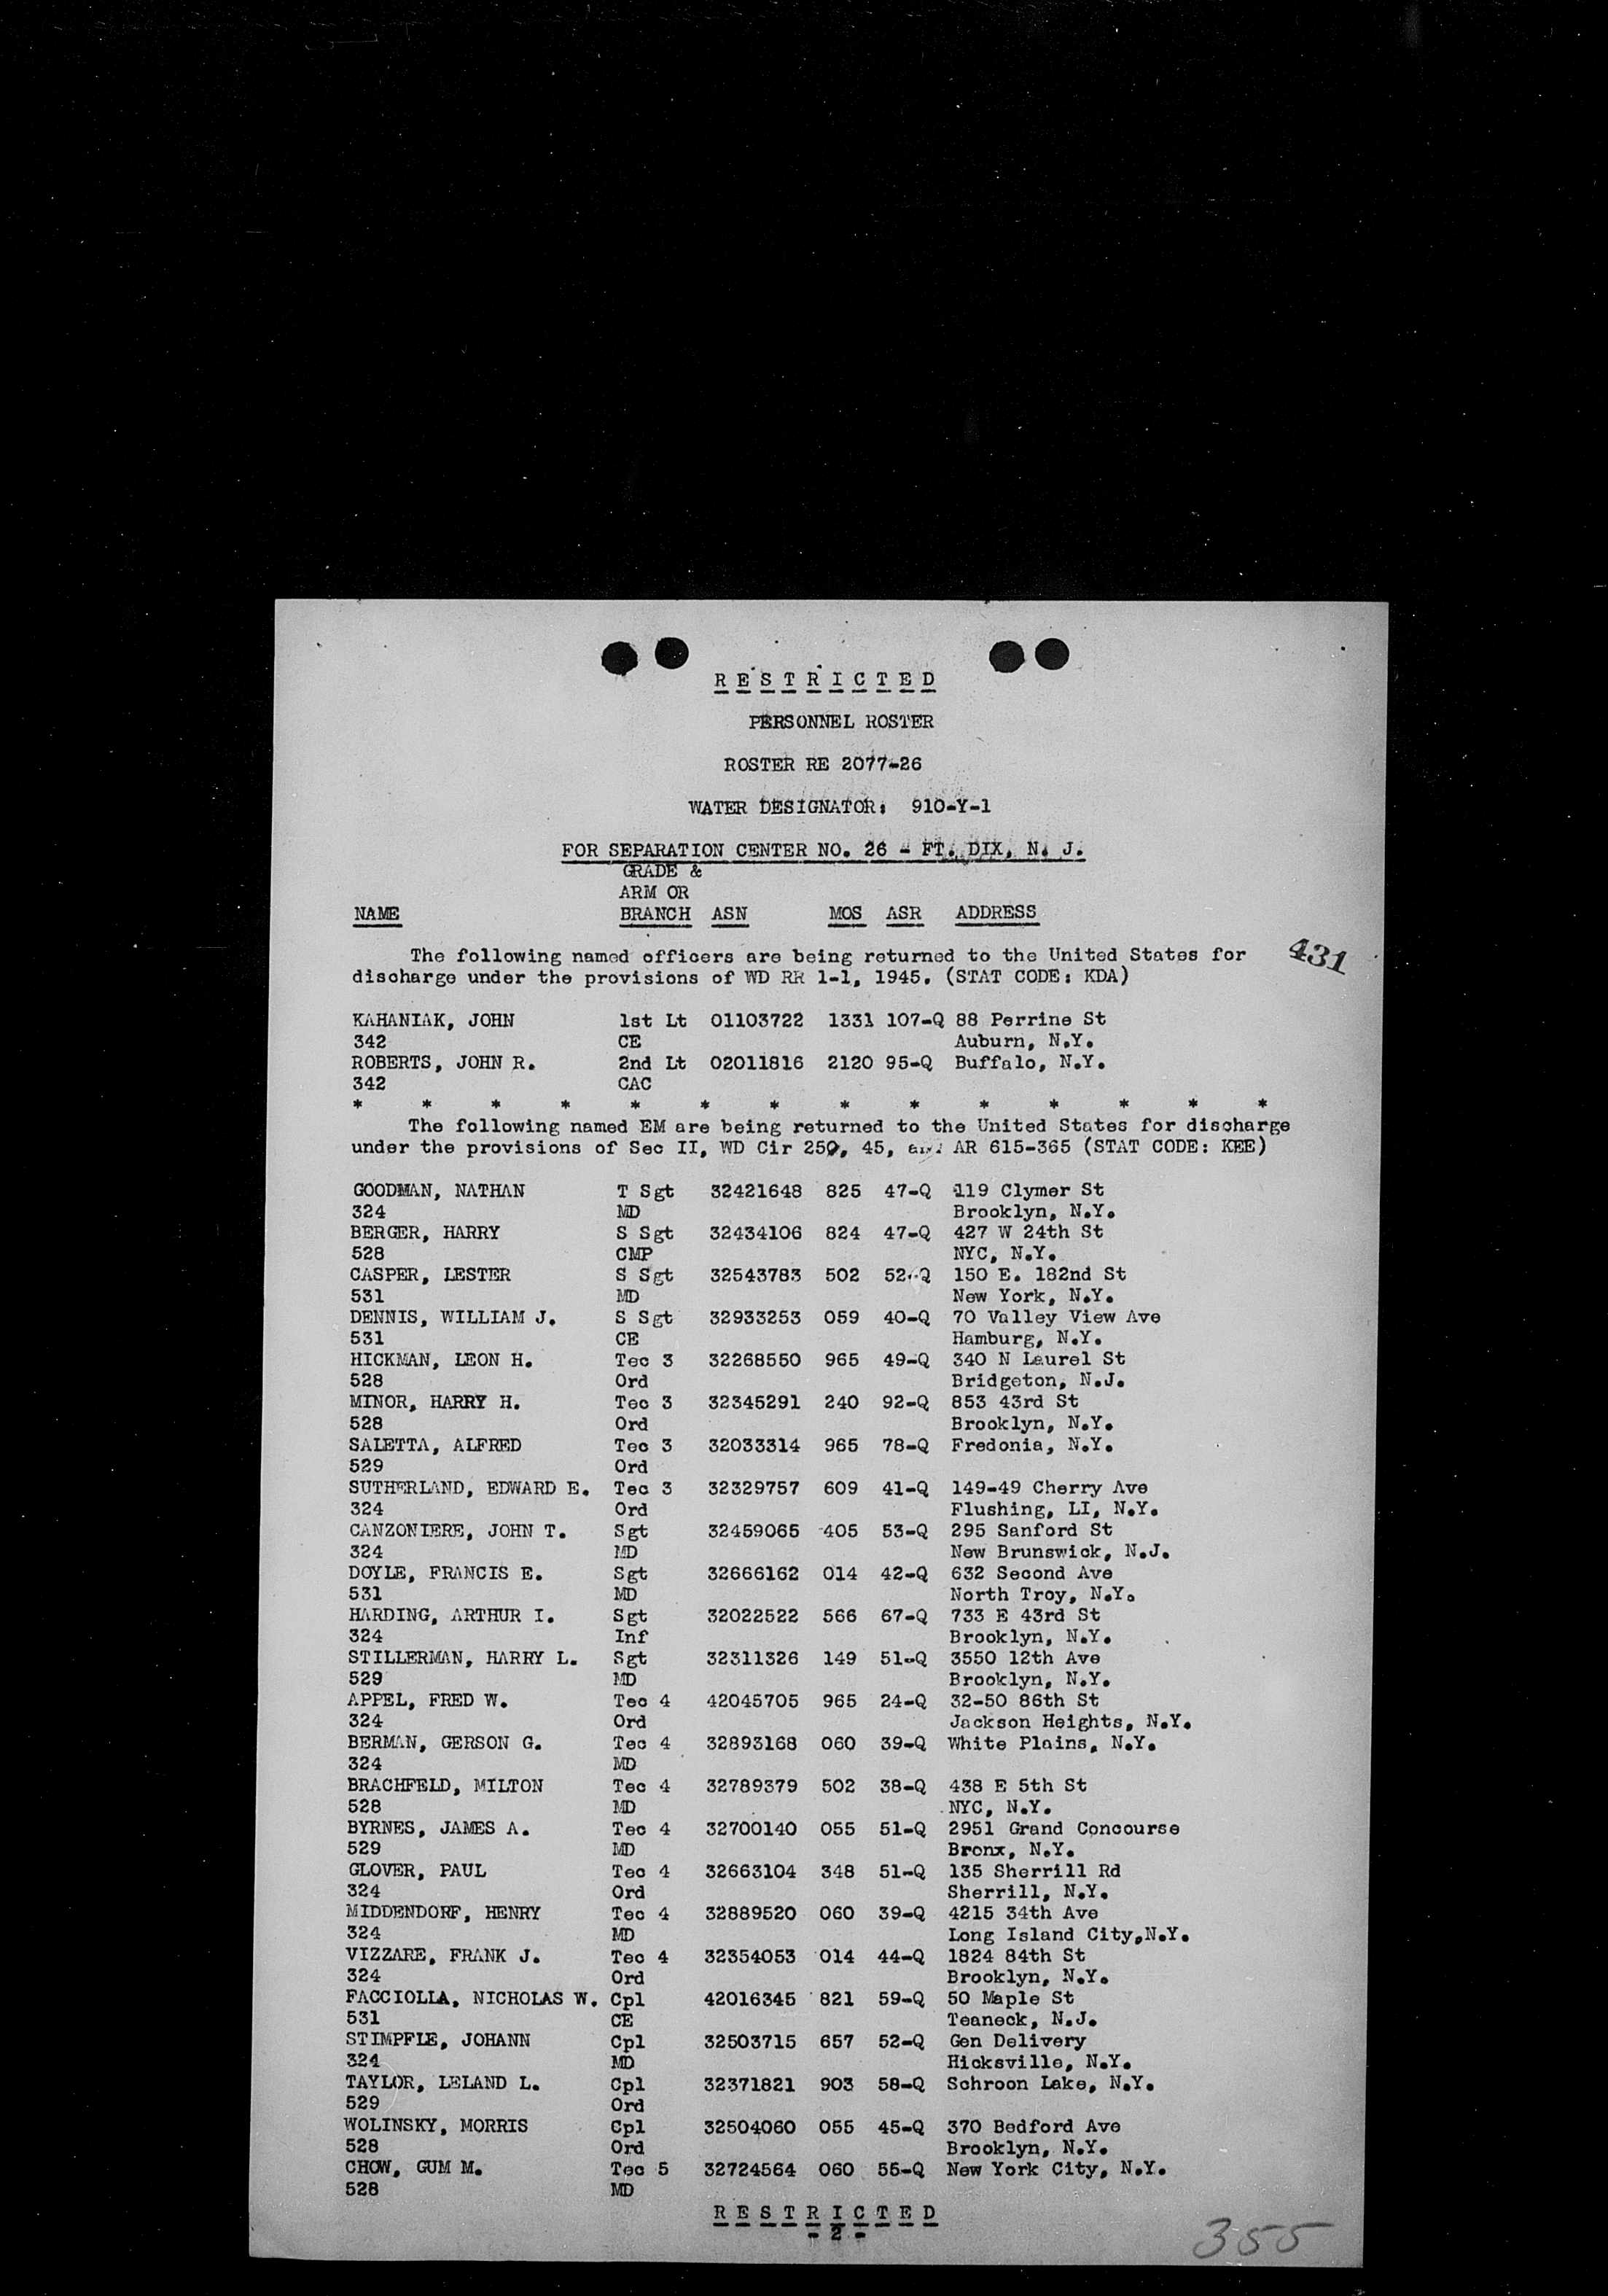 RESTRICTED
PERSONNEL ROSTER
ROSTER RE 2077-26
WATER DESIGNATOR: 910-Y-1
FOR SEPARATION CENTER NO. 26 - FT. DIX, N. J.
GRADE &
ARM OR
NAME BRANCH ASN MOS ASR ADDRESS
The following named officers are being returned to the United States for 431
discharge under the provisions of WD RR 1-1, 1945. (STAT CODE: KDA)
KAHANIAK, JOHN 1st Lt 01103722 1331 107-Q 88 Perrine St
342 CE Auburn, N.Y.
ROBERTS, JOHN R. 2nd Lt 02011816 2120 95-Q Buffalo, N.Y.
342 CAC
* * * * * * * * * * * * * *
The following named EM are being returned to the United States for discharge
under the provisions of Sec II, WD Cir 250, 45, and AR 615-365 (STAT CODE: KEE)
GOODMAN, NATHAN T Sgt 32421648 825 47-Q 119 Clymer St
324 MD Brooklyn, N.Y.
BERGER, HARRY S Sgt 32434106 824 47-Q 427 W 24th St
528 CMP NYC, N.Y.
CASPER, LESTER S Sgt 32543783 502 52-Q 150 E. 182nd St
531 MD New York, N.Y.
DENNIS, WILLIAM J. S Sgt 32933253 059 40-Q 70 Valley View Ave
531 CE Hamburg, N.Y.
HICKMAN, LEON H. Tec 3 32268550 965 49-Q 340 N Laurel St
528 Ord Bridgeton, N.J.
MINOR, HARRY H. Tec 3 32345291 240 92-Q 853 43rd St
528 Ord Brooklyn, N.Y.
SALETTA, ALFRED Tec 3 32033314 965 78-Q Fredonia, N.Y.
529 Ord
SUTHERLAND, EDWARD E. Tec 3 32329757 609 41-Q 149-49 Cherry Ave
324 Ord Flushing, LI, N.Y.
CANZONIERE, JOHN T. Sgt 32459065 405 53-Q 295 Sanford St
324 MD New Brunswick, N.J.
DOYLE, FRANCIS E. Sgt 32666162 014 42-Q 632 Second Ave
531 MD North Troy, N.Y.
HARDING, ARTHUR I. Sgt 32022522 566 67-Q 733 E 43rd St
324 Inf Brooklyn, N.Y.
STILLERMAN, HARRY L. Sgt 32311326 149 51-Q 3550 12th Ave
529 MD Brooklyn, N.Y.
APPEL, FRED W. Tec 4 42045705 965 24-Q 32-50 86th St
324 Ord Jackson Heights, N.Y.
BERMAN, GERSON G. Tec 4 32893168 060 39-Q White Plains, N.Y.
324 MD
BRACHFELD, MILTON Tec 4 32789379 502 38-Q 438 E 5th St
528 MD NYC, N.Y.
BYRNES, JAMES A. Tec 4 32700140 055 51-Q 2951 Grand Concourse
529 MD Bronx, N.Y.
GLOVER, PAUL Tec 4 32663104 348 51-Q 135 Sherrill Rd
324 Ord Sherrill, N.Y.
MIDDENDORF, HENRY Tec 4 32889520 060 39-Q 4215 34th Ave
324 MD Long Island City,N.Y.
VIZZARE, FRANK J. Tec 4 32354053 014 44-Q 1824 84th St
324 Ord Brooklyn, N.Y.
FACCIOLLA, NICHOLAS W. Cpl 42016345 821 59-Q 50 Maple St
531 CE Teaneck, N.J.
STIMPFLE, JOHANN Cpl 32503715 657 52-Q Gen Delivery
324 MD Hicksville, N.Y.
TAYLOR, LELAND L. Cpl 32371821 903 58-Q Schroon Lake, N.Y.
529 Ord
WOLINSKY, MORRIS Cpl 32504060 055 45-Q 370 Bedford Ave
528 Ord Brooklyn, N.Y.
CHOW, GUM M. Tec 5 32724564 060 55-Q New York City, N.Y.
528 MD
RESTRICTED
- 2 -
355